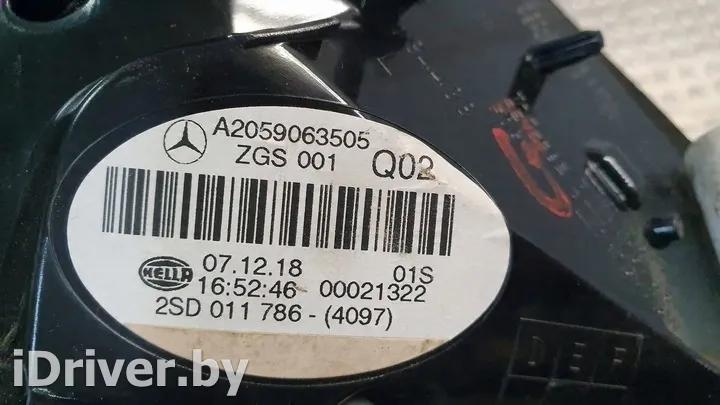 A2059063505
ZGS 001 Q02
HELLA 07.12.18 01S
16:52:46 00021322
2SD 011 786-(4097)
D E F
iDriver.by